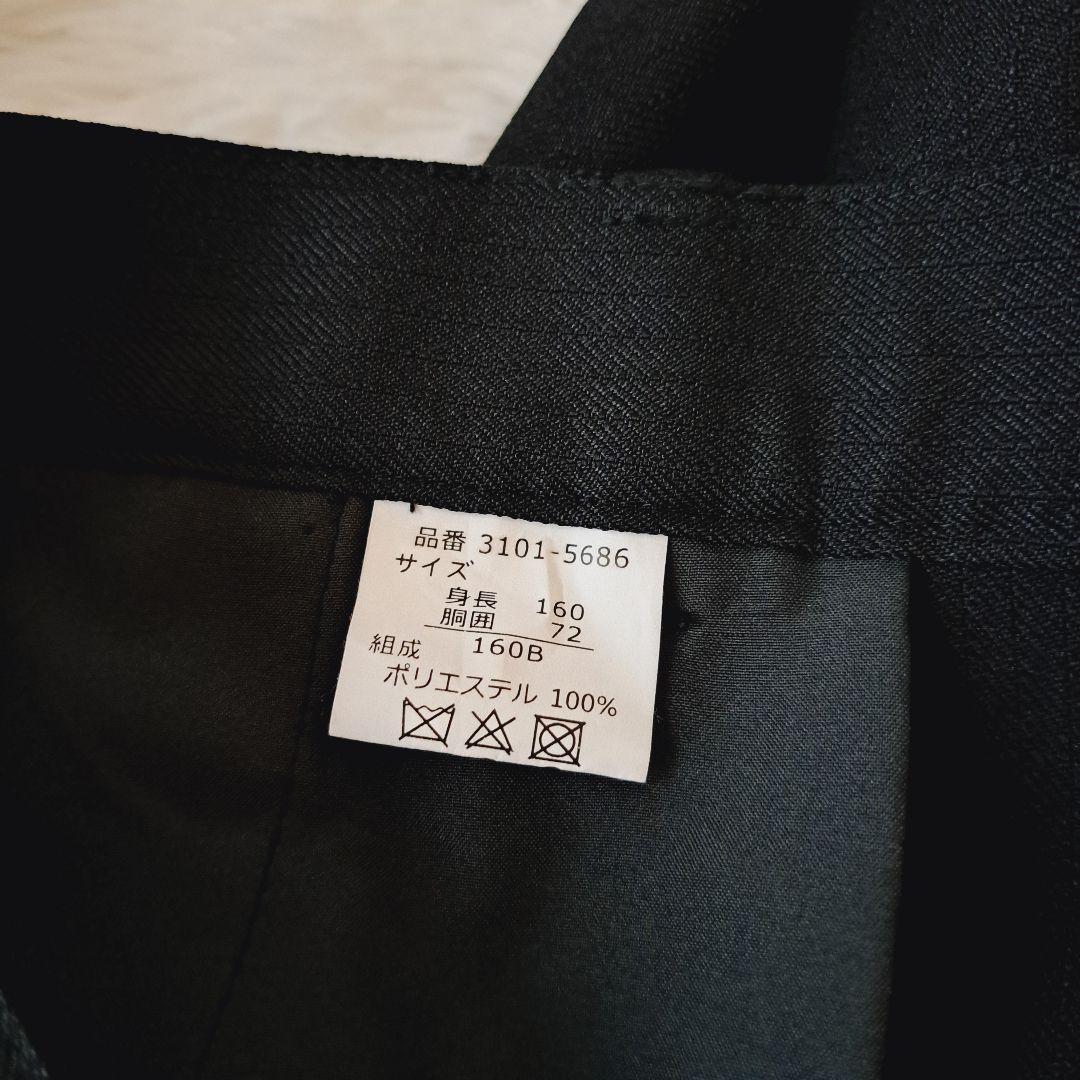 品番 3101-5686
サイズ
身長 160
胴囲 72
160B
組成
ポリエステル 100%